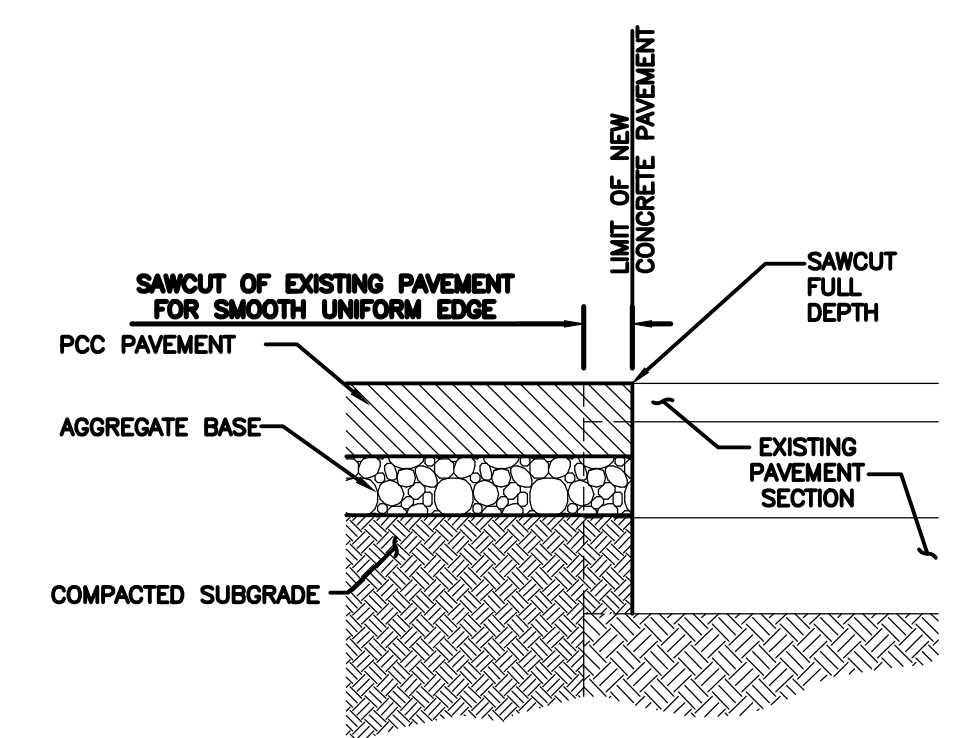 LIMIT OF NEW
CONCRETE PAVEMENT
SAWCUT OF EXISTING PAVEMENT
FOR SMOOTH UNIFORM EDGE
SAWCUT
FULL
DEPTH
PCC PAVEMENT
AGGREGATE BASE
EXISTING
PAVEMENT
SECTION
COMPACTED SUBGRADE